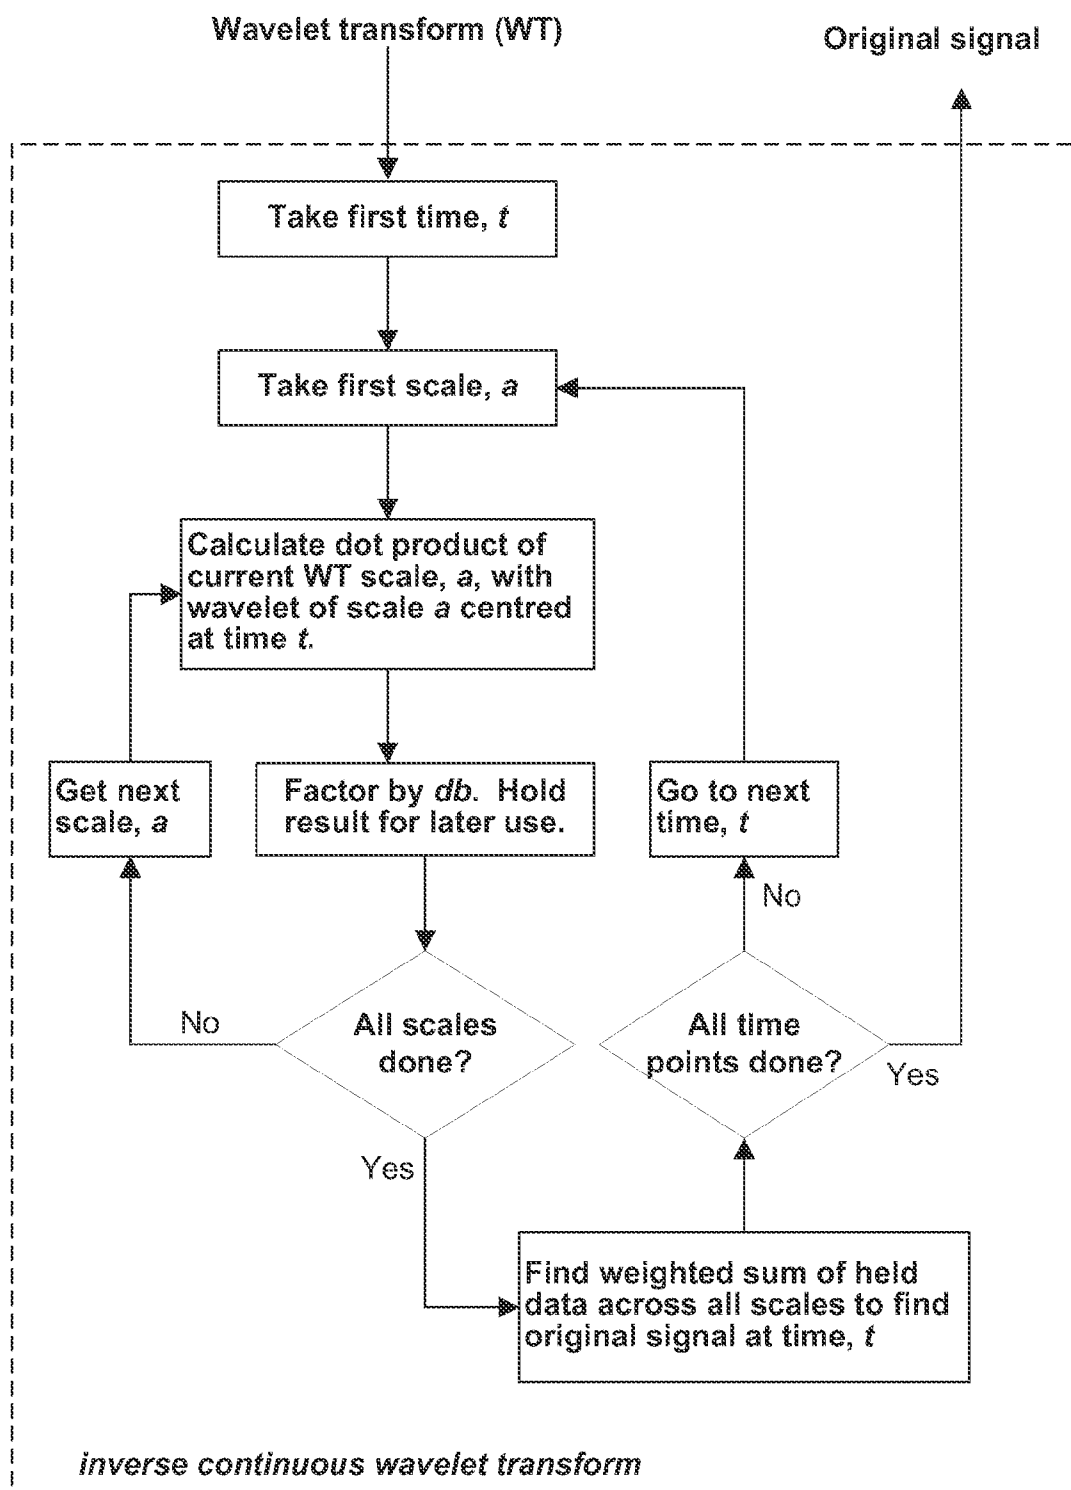 Wavelet transform (WT)
Original signal
Take first time, t
Take first scale, a
Calculate dot product of
current WT scale, a, with
wavelet of scale a centred
at time t.
Get next
scale, a
Factor by db. Hold
result for later use.
Go to next
time, t
No
No
All scales
done?
All time
points done?
Yes
Yes
Find weighted sum of held
data across all scales to find
original signal at time, t
inverse continuous wavelet transform